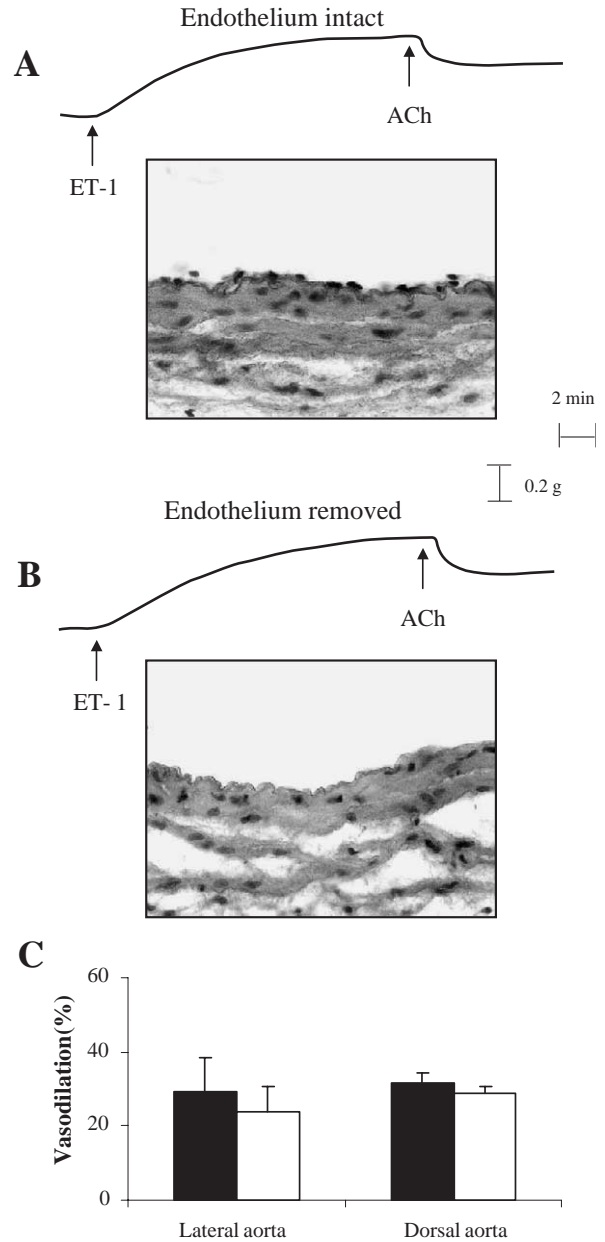 Endothelium intact
A
ACh
ET-1
2 min
0.2 g
Endothelium removed
B
ACh
ET- 1
C
Vasodilation(%)
60
40
20
0
Lateral aorta
Dorsal aorta